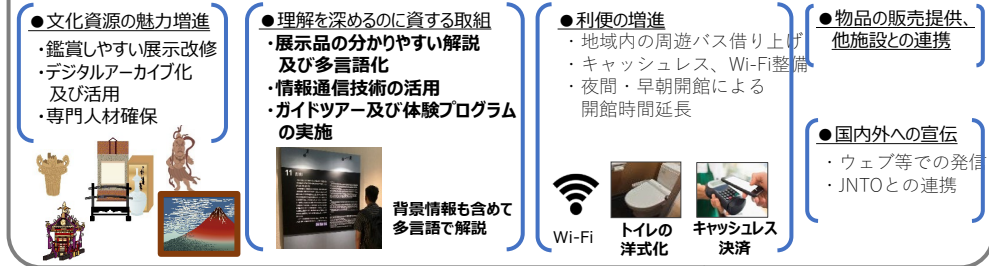 ●文化資源の魅力増進
・鑑賞しやすい展示改修
・デジタルアーカイブ化
及び活用
・専門人材確保
●理解を深めるのに資する取組
・展示品の分かりやすい解説
及び多言語化
・情報通信技術の活用
・ガイドツアー及び体験プログラム
の実施
11
背景情報も含めて
多言語で解説
●利便の増進
・地域内の周遊バス借り上げ
・キャッシュレス、Wi-Fi整備
・夜間・早朝開館による
開館時間延長
Wi-Fi
トイレの
洋式化
キャッシュレス
決済
●物品の販売提供、
他施設との連携
●国内外への宣伝
・ウェブ等での発信
・JNTOとの連携